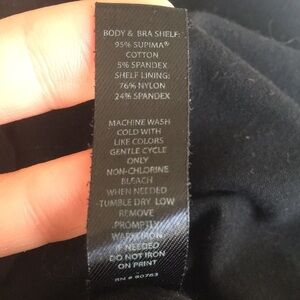 BODY & BRA SHELF:
95% SUPIMA®
COTTON
5% SPANDEX
SHELF LINING:
76% NYLON
24% SPANDEX
MACHINE WASH
COLD WITH
LIKE COLORS
GENTLE CYCLE
ONLY
NON-CHLORINE
BLEACH
WHEN NEEDED
TUMBLE DRY LOW
REMOVE
PROMPTLY
WARM IRON
IF NEEDED
DO NOT IRON
ON PRINT
RN # 90763